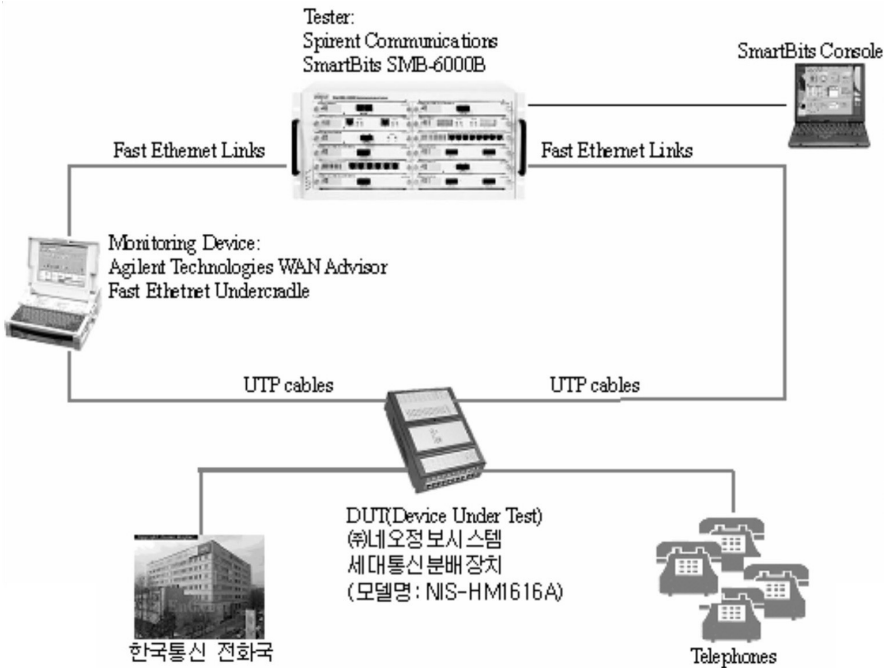 Tester:
Spirent Communications
SmartBits SMB-6000B
SmartBits Console
Fast Ethernet Links
Fast Ethernet Links
Monitoring Device:
Agilent Technologies WAN Advisor
Fast Ethetnet Undercradle
UTP cables
UTP cables
DUT(Device Under Test)
㈜네오정보시스템
세대통신분배장치
(모델명: NIS-HM1616A)
한국통신 전화국
Telephones